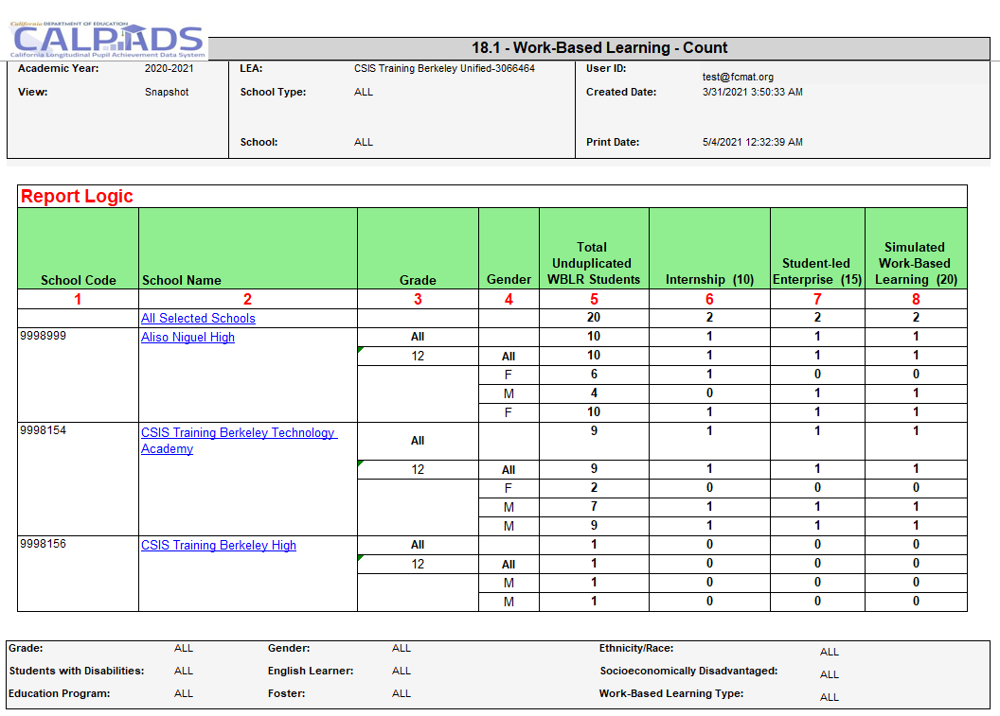 California DEPARTMENT OF EDUCATION
CALPADS
California Longitudinal Pupil Achievement Data System
18.1 - Work-Based Learning - Count
Academic Year: 2020-2021 LEA: CSIS Training Berkeley Unified-3066464 User ID: test@fcmat.org
View: Snapshot School Type: ALL Created Date: 3/31/2021 3:50:33 AM
School: ALL Print Date: 5/4/2021 12:32:39 AM
Report Logic
School Code School Name Grade Gender Total Unduplicated WBLR Students Internship (10) Student-led Enterprise (15) Simulated Work-Based Learning (20)
1 2 3 4 5 6 7 8
All Selected Schools 20 2 2 2
9998999 Aliso Niguel High All 10 1 1 1
12 All 10 1 1 1
F 6 1 0 0
M 4 0 1 1
F 10 1 1 1
9998154 CSIS Training Berkeley Technology Academy All 9 1 1 1
12 All 9 1 1 1
F 2 0 0 0
M 7 1 1 1
M 9 1 1 1
9998156 CSIS Training Berkeley High All 1 0 0 0
12 All 1 0 0 0
M 1 0 0 0
M 1 0 0 0
Grade: ALL Gender: ALL Ethnicity/Race: ALL
Students with Disabilities: ALL English Learner: ALL Socioeconomically Disadvantaged: ALL
Education Program: ALL Foster: ALL Work-Based Learning Type: ALL